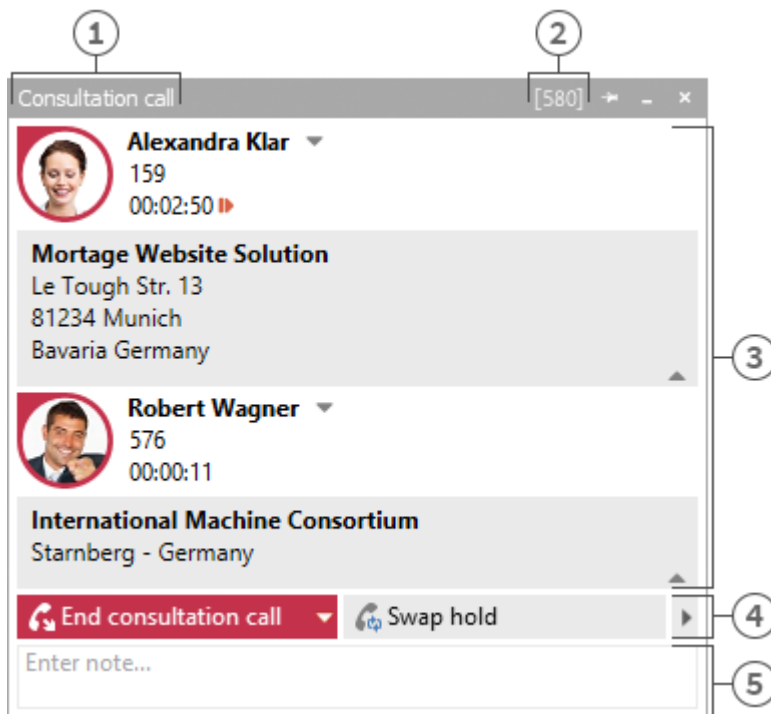 1
2
Consultation call
[580]
Alexandra Klar
159
00:02:50
Mortage Website Solution
Le Tough Str. 13
81234 Munich
Bavaria Germany
3
Robert Wagner
576
00:00:11
International Machine Consortium
Starnberg - Germany
End consultation call
Swap hold
4
Enter note...
5